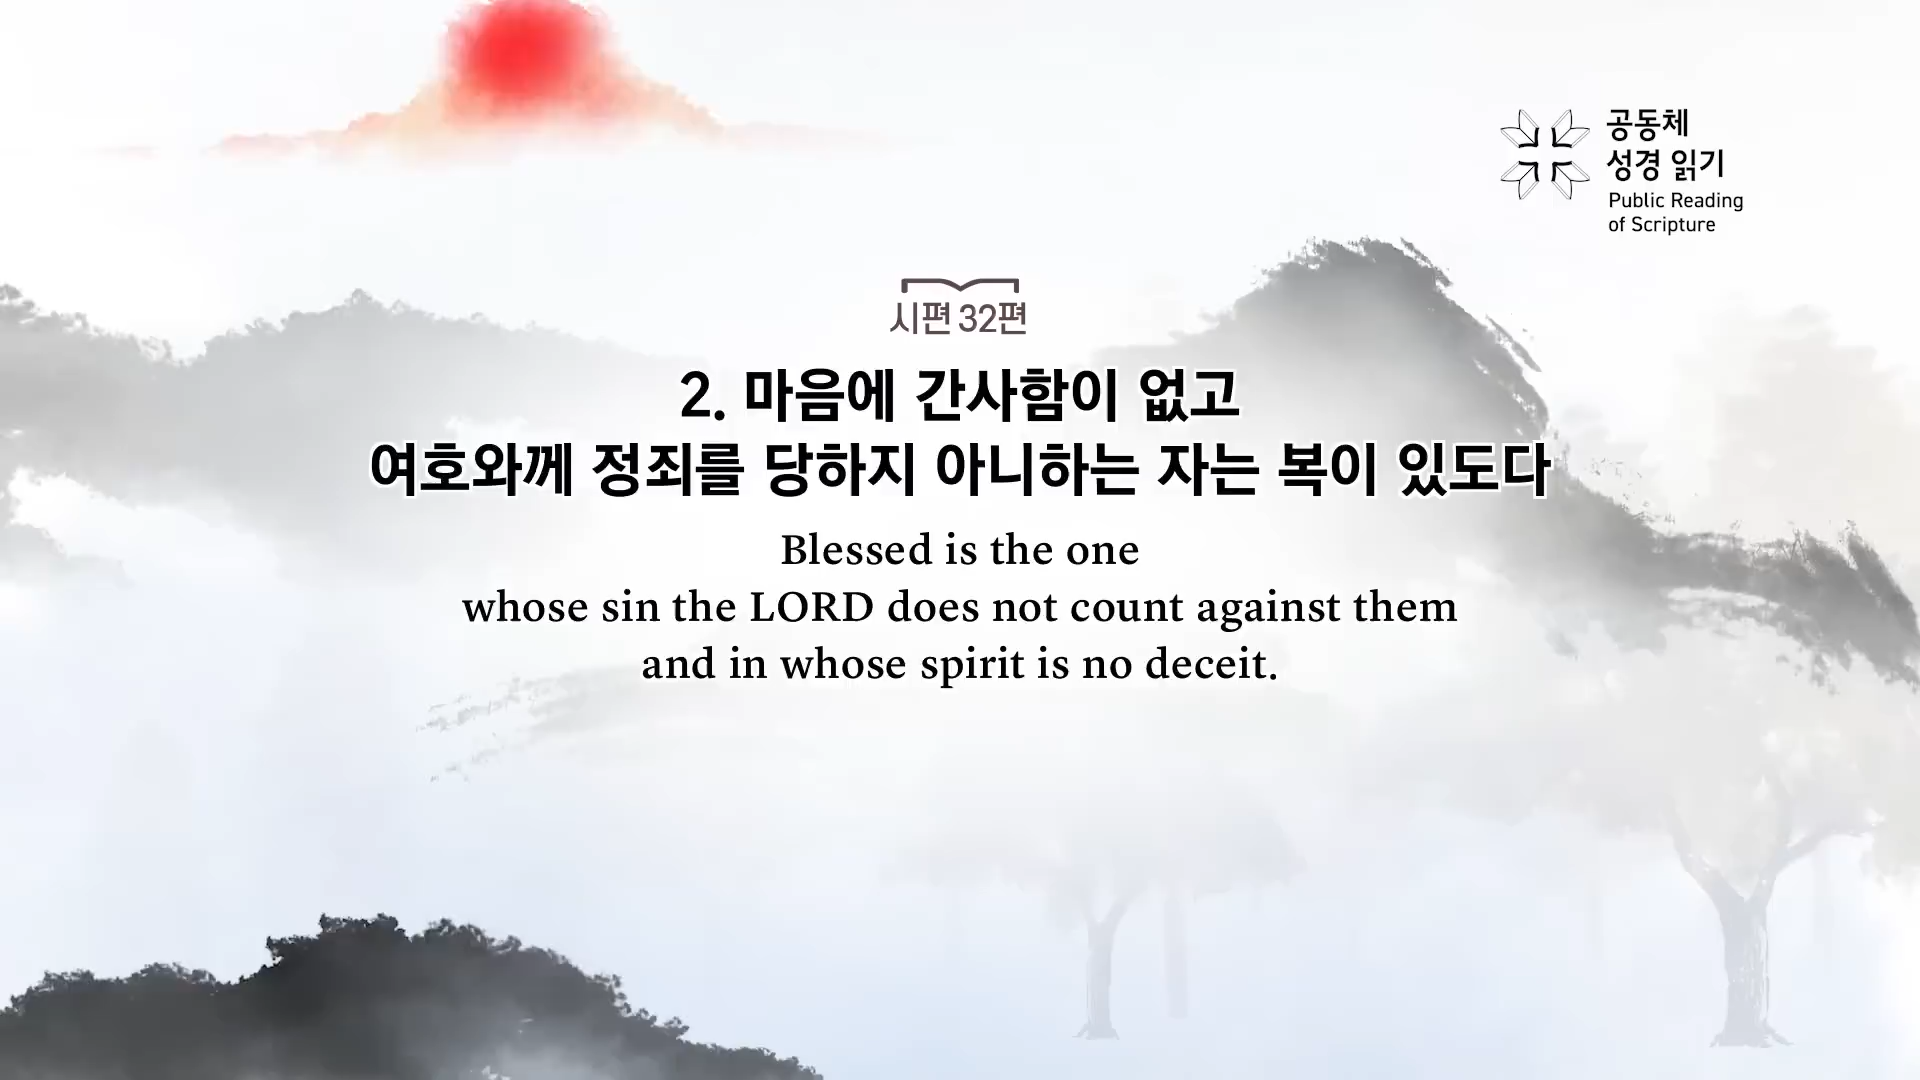 공동체
성경 읽기
Public Reading
of Scripture
시편 32편
2. 마음에 간사함이 없고
여호와께 정죄를 당하지 아니하는 자는 복이 있도다
Blessed is the one
whose sin the LORD does not count against them
and in whose spirit is no deceit.